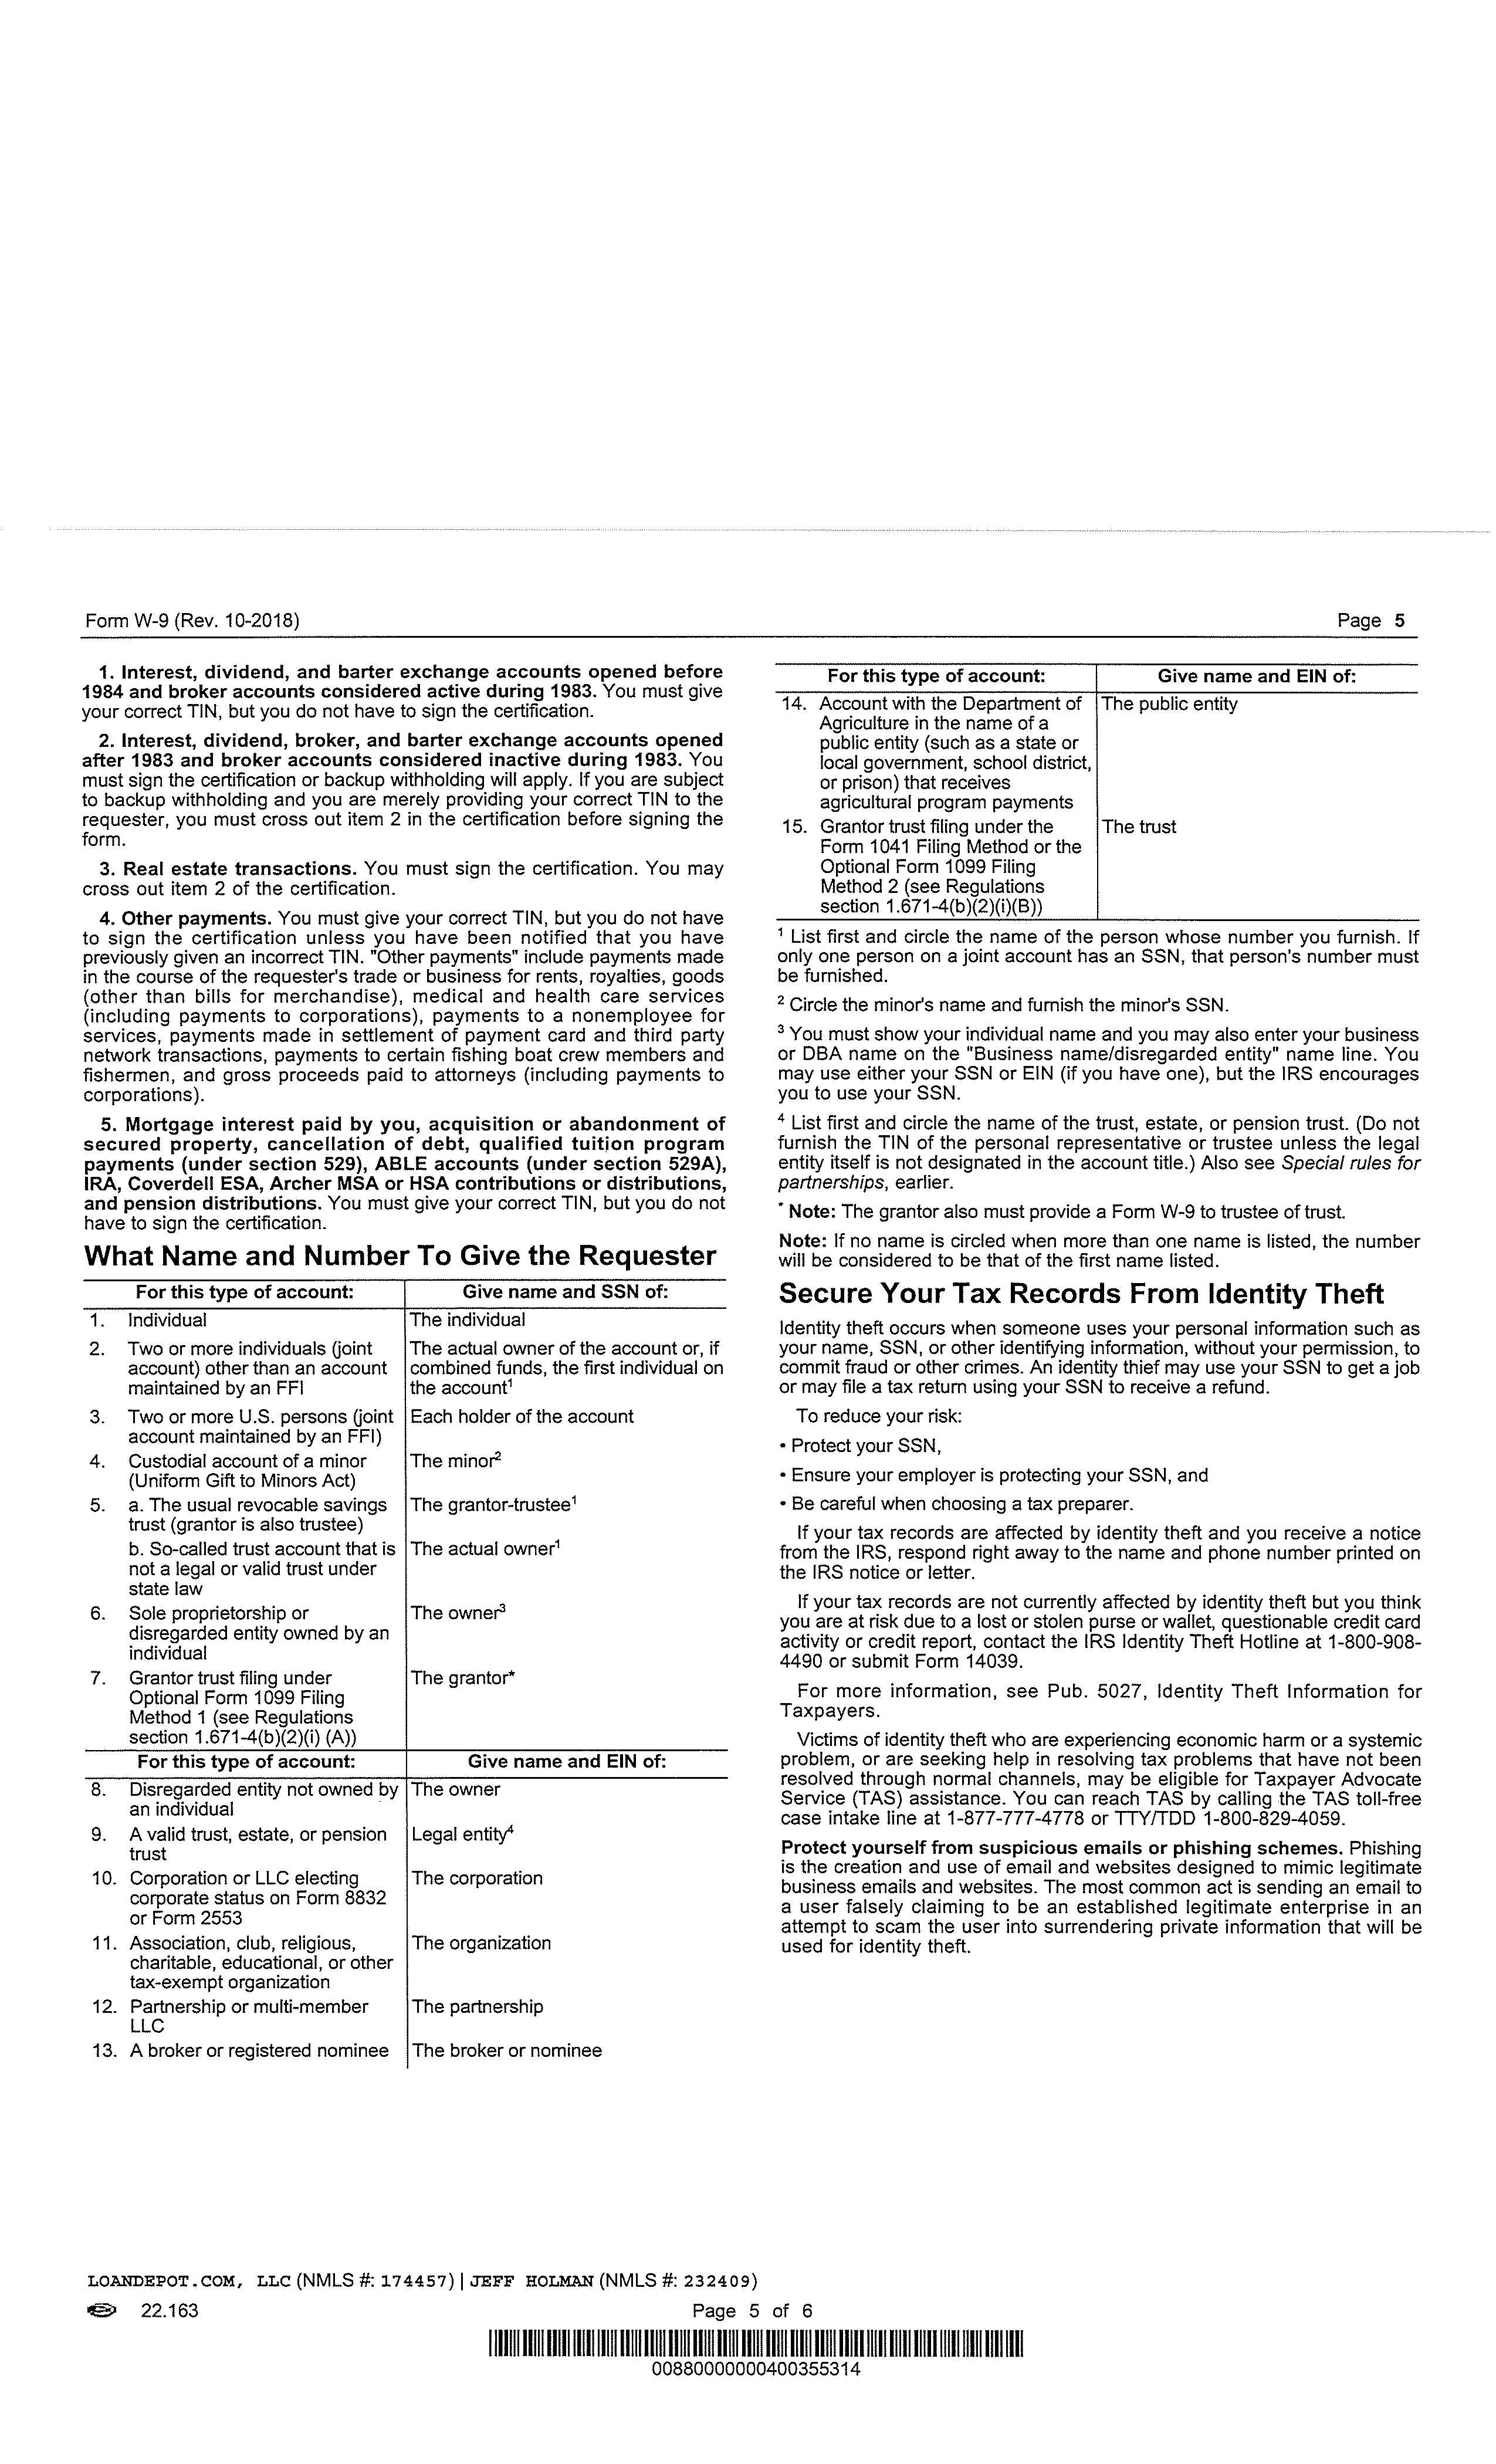 Form W-9 (Rev. 10-2018)
Page 5
1. Interest, dividend, and barter exchange accounts opened before
1984 and broker accounts considered active during 1983. You must give
your correct TIN, but you do not have to sign the certification.
2. Interest, dividend, broker, and barter exchange accounts opened
after 1983 and broker accounts considered inactive during 1983. You
must sign the certification or backup withholding will apply. If you are subject
to backup withholding and you are merely providing your correct TIN to the
requester, you must cross out item 2 in the certification before signing the
form.
3. Real estate transactions. You must sign the certification. You may
cross out item 2 of the certification.
4. Other payments. You must give your correct TIN, but you do not have
to sign the certification unless you have been notified that you have
previously given an incorrect TIN. "Other payments" include payments made
in the course of the requester's trade or business for rents, royalties, goods
(other than bills for merchandise), medical and health care services
(including payments to corporations), payments to a nonemployee for
services, payments made in settlement of payment card and third party
network transactions, payments to certain fishing boat crew members and
fishermen, and gross proceeds paid to attorneys (including payments to
corporations).
5. Mortgage interest paid by you, acquisition or abandonment of
secured property, cancellation of debt, qualified tuition program
payments (under section 529), ABLE accounts (under section 529A),
IRA, Coverdell ESA, Archer MSA or HSA contributions or distributions,
and pension distributions. You must give your correct TIN, but you do not
have to sign the certification.
What Name and Number To Give the Requester
For this type of account: Give name and SSN of:
1. Individual The individual
2. Two or more individuals (joint The actual owner of the account or, if
account) other than an account combined funds, the first individual on
maintained by an FFI the account¹
3. Two or more U.S. persons (joint Each holder of the account
account maintained by an FFI)
4. Custodial account of a minor The minor²
(Uniform Gift to Minors Act)
5. a. The usual revocable savings The grantor-trustee¹
trust (grantor is also trustee)
b. So-called trust account that is The actual owner¹
not a legal or valid trust under
state law
6. Sole proprietorship or The owner³
disregarded entity owned by an
individual
7. Grantor trust filing under The grantor*
Optional Form 1099 Filing
Method 1 (see Regulations
section 1.671-4(b)(2)(i) (A))
For this type of account: Give name and EIN of:
8. Disregarded entity not owned by The owner
an individual
9. A valid trust, estate, or pension Legal entity⁴
trust
10. Corporation or LLC electing The corporation
corporate status on Form 8832
or Form 2553
11. Association, club, religious, The organization
charitable, educational, or other
tax-exempt organization
12. Partnership or multi-member The partnership
LLC
13. A broker or registered nominee The broker or nominee
For this type of account: Give name and EIN of:
14. Account with the Department of The public entity
Agriculture in the name of a
public entity (such as a state or
local government, school district,
or prison) that receives
agricultural program payments
15. Grantor trust filing under the The trust
Form 1041 Filing Method or the
Optional Form 1099 Filing
Method 2 (see Regulations
section 1.671-4(b)(2)(i)(B))
¹ List first and circle the name of the person whose number you furnish. If
only one person on a joint account has an SSN, that person's number must
be furnished.
² Circle the minor's name and furnish the minor's SSN.
³ You must show your individual name and you may also enter your business
or DBA name on the "Business name/disregarded entity" name line. You
may use either your SSN or EIN (if you have one), but the IRS encourages
you to use your SSN.
⁴ List first and circle the name of the trust, estate, or pension trust. (Do not
furnish the TIN of the personal representative or trustee unless the legal
entity itself is not designated in the account title.) Also see Special rules for
partnerships, earlier.
* Note: The grantor also must provide a Form W-9 to trustee of trust.
Note: If no name is circled when more than one name is listed, the number
will be considered to be that of the first name listed.
Secure Your Tax Records From Identity Theft
Identity theft occurs when someone uses your personal information such as
your name, SSN, or other identifying information, without your permission, to
commit fraud or other crimes. An identity thief may use your SSN to get a job
or may file a tax return using your SSN to receive a refund.
To reduce your risk:
• Protect your SSN,
• Ensure your employer is protecting your SSN, and
• Be careful when choosing a tax preparer.
If your tax records are affected by identity theft and you receive a notice
from the IRS, respond right away to the name and phone number printed on
the IRS notice or letter.
If your tax records are not currently affected by identity theft but you think
you are at risk due to a lost or stolen purse or wallet, questionable credit card
activity or credit report, contact the IRS Identity Theft Hotline at 1-800-908-
4490 or submit Form 14039.
For more information, see Pub. 5027, Identity Theft Information for
Taxpayers.
Victims of identity theft who are experiencing economic harm or a systemic
problem, or are seeking help in resolving tax problems that have not been
resolved through normal channels, may be eligible for Taxpayer Advocate
Service (TAS) assistance. You can reach TAS by calling the TAS toll-free
case intake line at 1-877-777-4778 or TTY/TDD 1-800-829-4059.
Protect yourself from suspicious emails or phishing schemes. Phishing
is the creation and use of email and websites designed to mimic legitimate
business emails and websites. The most common act is sending an email to
a user falsely claiming to be an established legitimate enterprise in an
attempt to scam the user into surrendering private information that will be
used for identity theft.
LOANDEPOT.COM, LLC (NMLS #: 174457) | JEFF HOLMAN (NMLS #: 232409)
22.163
Page 5 of 6
00880000000400355314